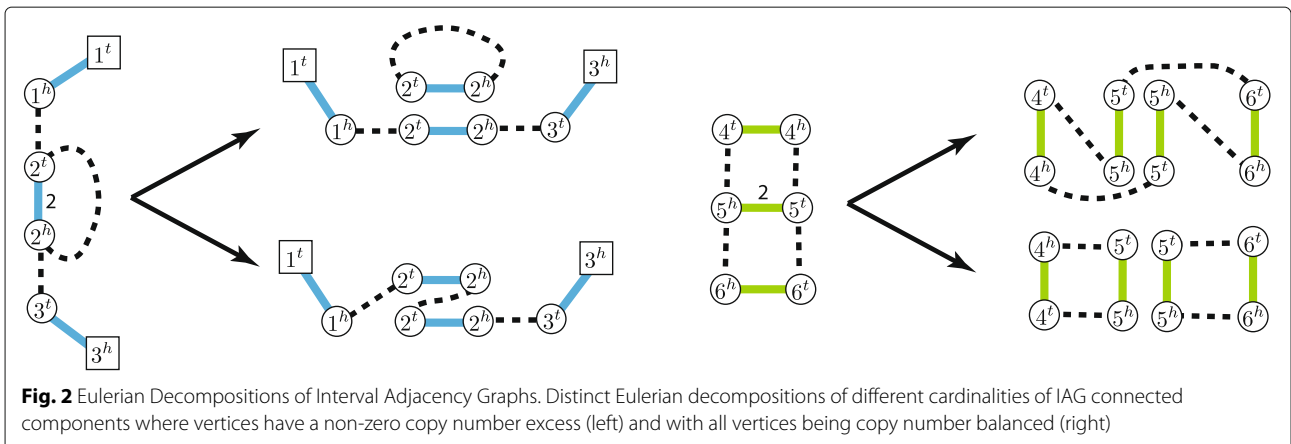 1^t
1^h
2^t
2
2^h
3^t
3^h
1^t
2^t 2^h
3^h
1^h 2^t 2^h 3^t
1^t
2^t 2^h
3^h
1^h 2^t 2^h 3^t
4^t 4^h
2
5^h 5^t
6^h 6^t
4^t 5^t 5^h 6^t
4^h 5^h 5^t 6^h
4^h 5^t 5^t 6^t
4^t 5^h 5^h 6^h
Fig. 2 Eulerian Decompositions of Interval Adjacency Graphs. Distinct Eulerian decompositions of different cardinalities of IAG connected
components where vertices have a non-zero copy number excess (left) and with all vertices being copy number balanced (right)